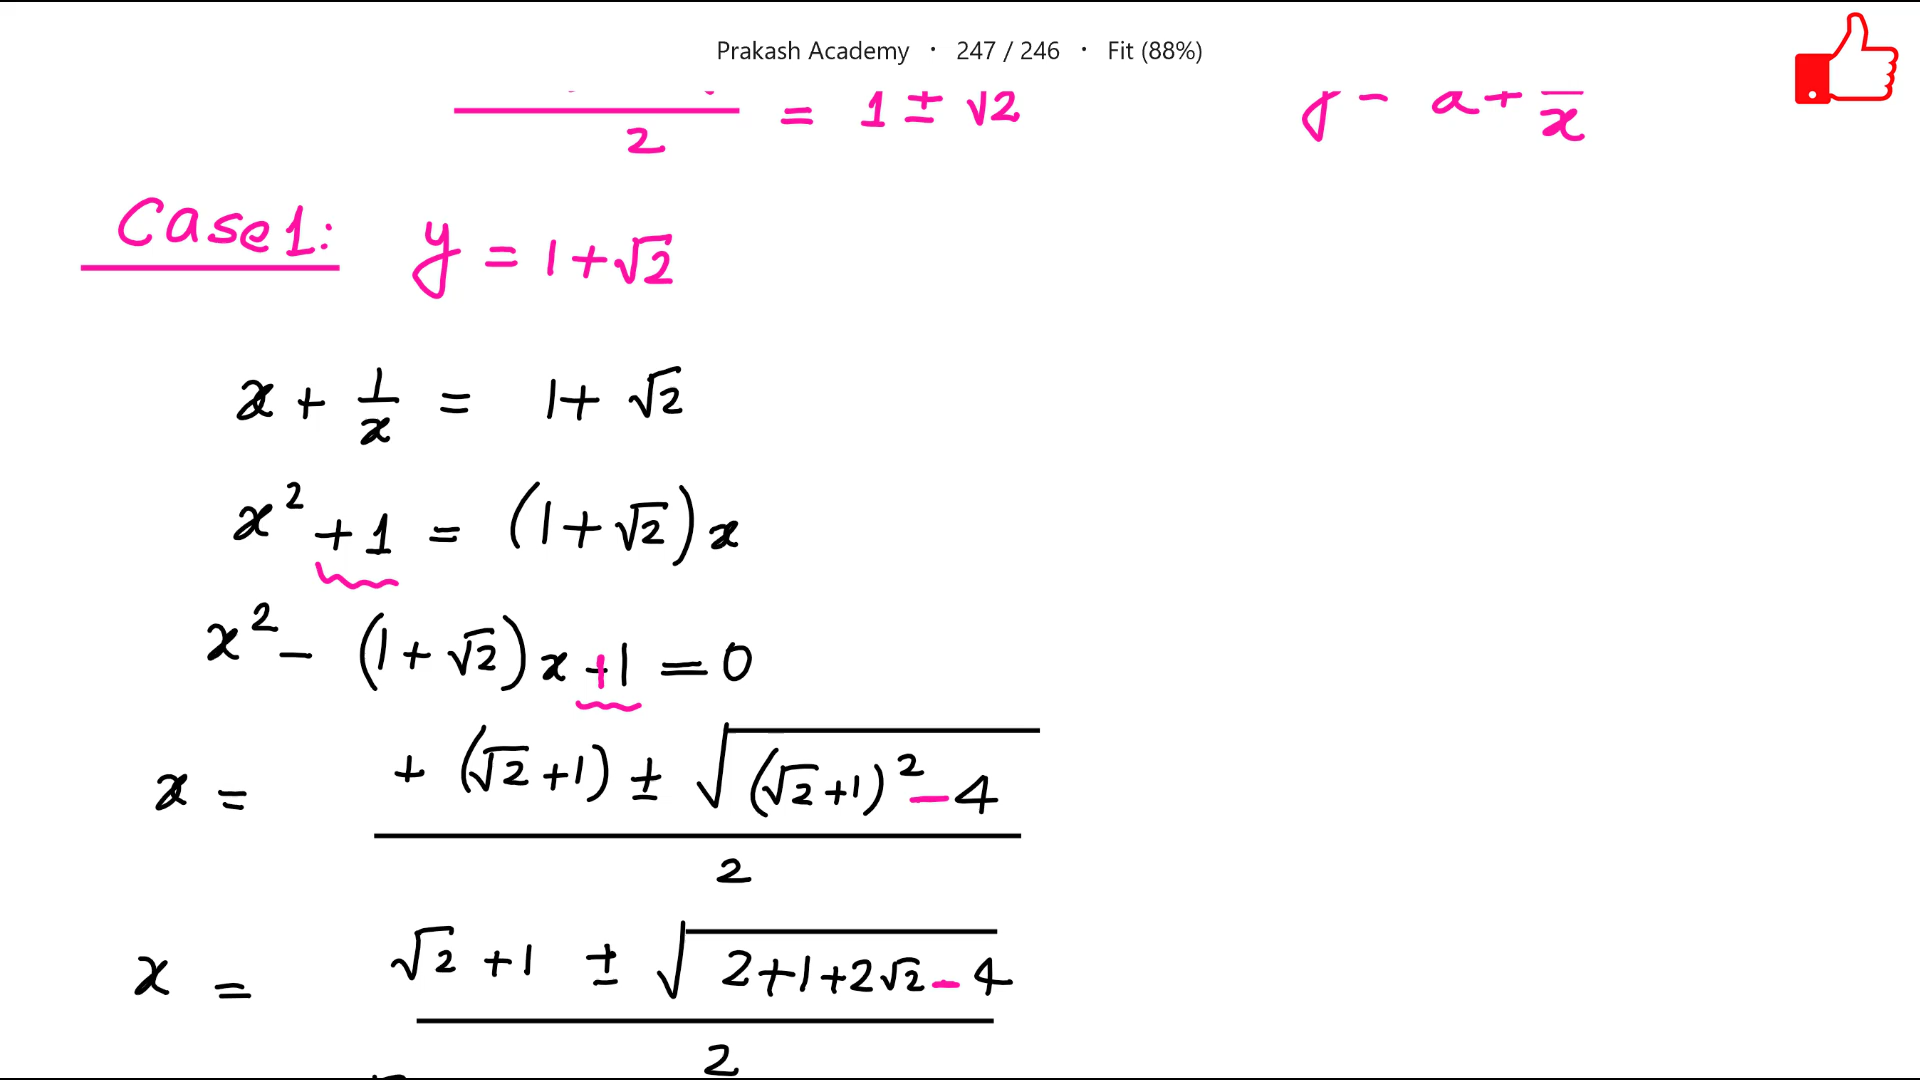 Prakash Academy · 247 / 246 · Fit (88%)
2 = 1 ± √2
x
Case1: y = 1+√2
x + 1/x = 1+ √2
x² + 1 = (1+√2)x
x² - (1+√2)x +1 = 0
x = + (√2+1) ± √(√2+1)² - 4
2
x = √2 +1 ± √2+1+2√2 - 4
2